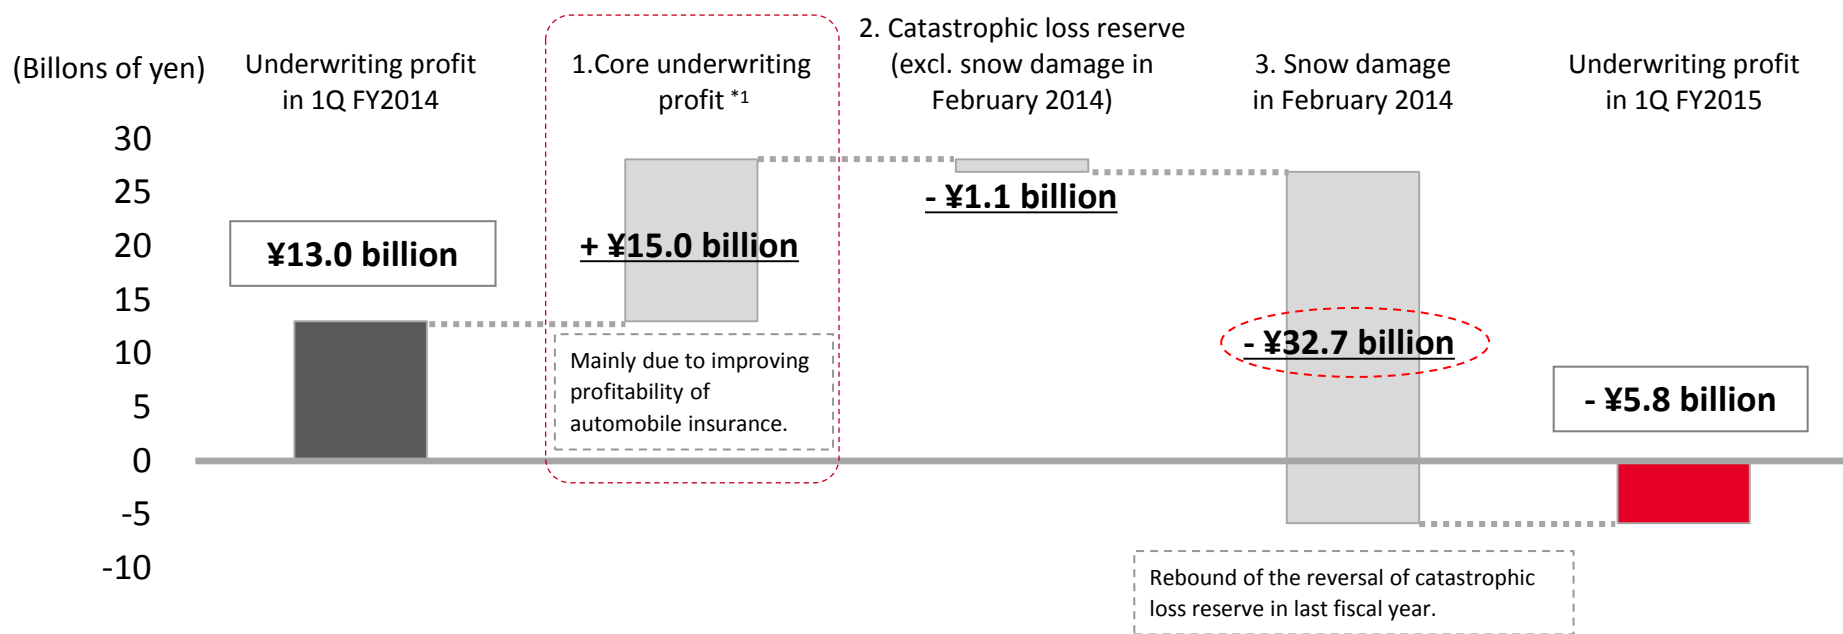 (Billons of yen)
Underwriting profit
in 1Q FY2014
1.Core underwriting
profit *1
2. Catastrophic loss reserve
(excl. snow damage in
February 2014)
3. Snow damage
in February 2014
Underwriting profit
in 1Q FY2015
30
25
20
15
10
5
0
-5
-10
¥13.0 billion
+ ¥15.0 billion
- ¥1.1 billion
- ¥32.7 billion
- ¥5.8 billion
Mainly due to improving
profitability of
automobile insurance.
Rebound of the reversal of catastrophic
loss reserve in last fiscal year.